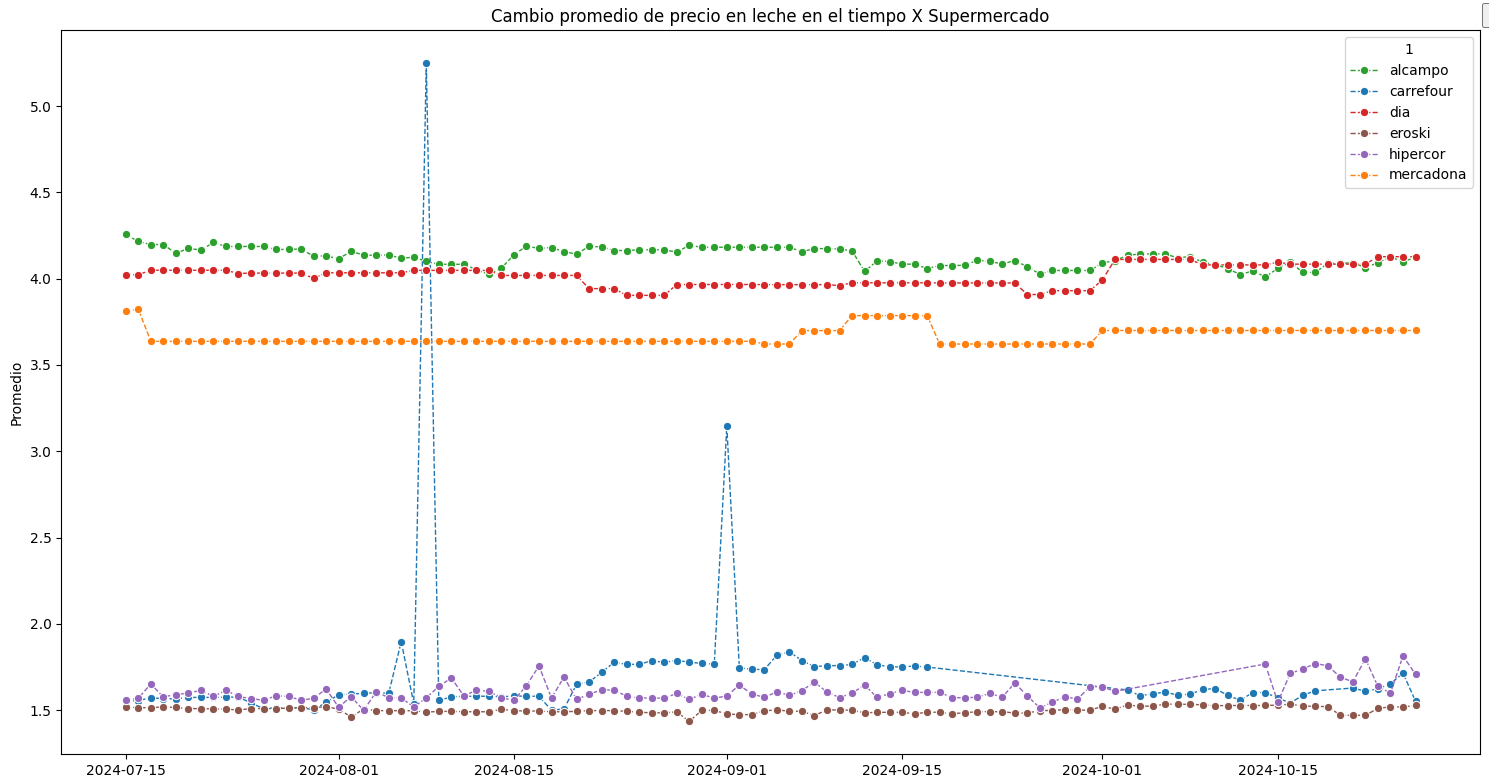 Cambio promedio de precio en leche en el tiempo X Supermercado
1
alcampo
carrefour
dia
eroski
hipercor
mercadona
Promedio
5.0
4.5
4.0
3.5
3.0
2.5
2.0
1.5
2024-07-15
2024-08-01
2024-08-15
2024-09-01
2024-09-15
2024-10-01
2024-10-15